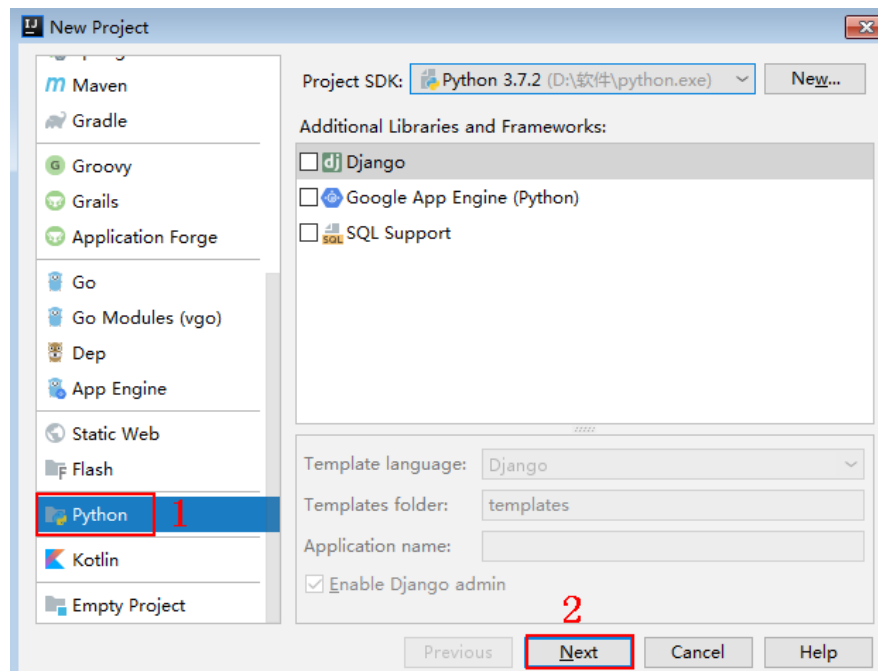 New Project
Maven
Gradle
Groovy
Grails
Application Forge
Go
Go Modules (vgo)
Dep
App Engine
Static Web
Flash
Python 1
Kotlin
Empty Project
Project SDK: Python 3.7.2 (D:\软件\python.exe) New...
Additional Libraries and Frameworks:
dj Django
Google App Engine (Python)
SQL SQL Support
Template language: Django
Templates folder: templates
Application name:
Enable Django admin
2
Previous Next Cancel Help